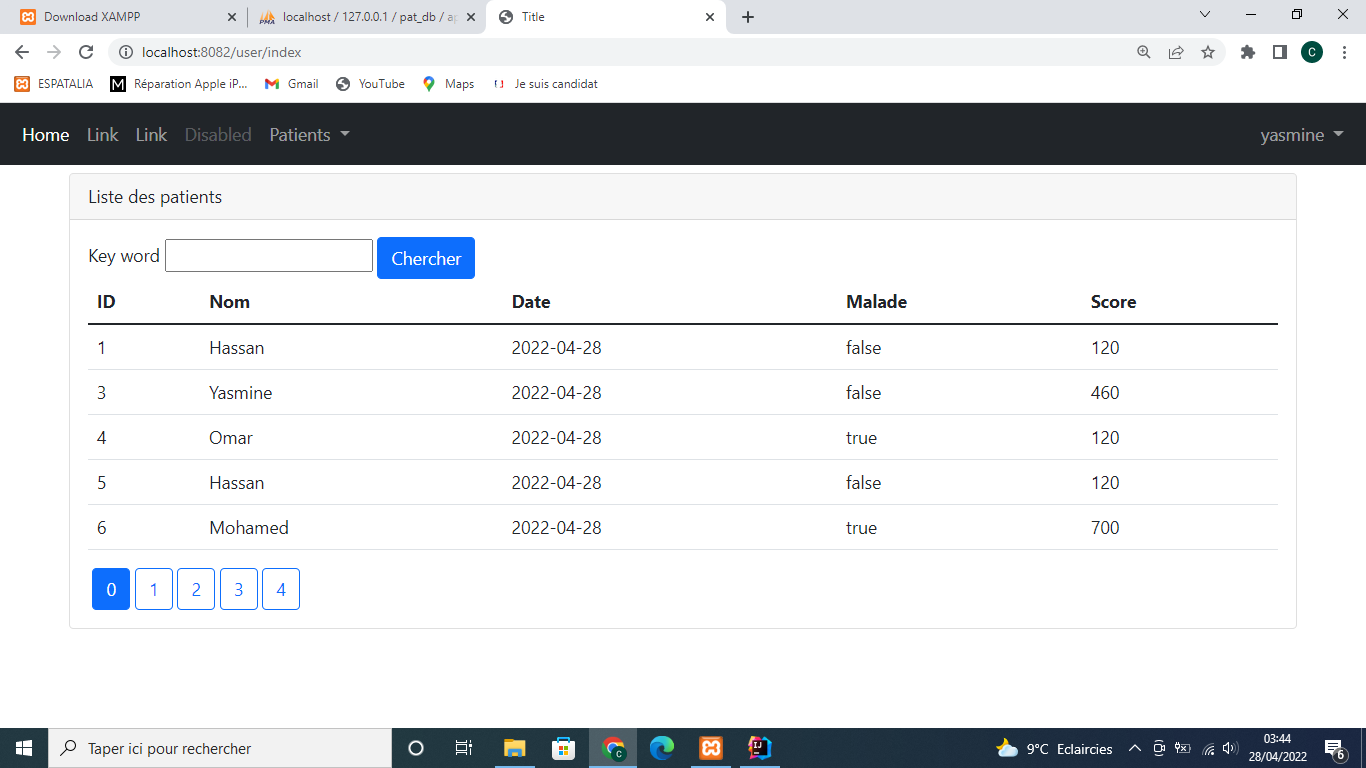 Download XAMPP
localhost / 127.0.0.1 / pat_db / ap
Title
localhost:8082/user/index
C
ESPATALIA
M
Réparation Apple iP...
Gmail
YouTube
Maps
Je suis candidat
Home Link Link Disabled Patients
yasmine
Liste des patients
Key word
Chercher
ID Nom Date Malade Score
1 Hassan 2022-04-28 false 120
3 Yasmine 2022-04-28 false 460
4 Omar 2022-04-28 true 120
5 Hassan 2022-04-28 false 120
6 Mohamed 2022-04-28 true 700
0 1 2 3 4
Taper ici pour rechercher
C
IJ
9°C Eclaircies
03:44
28/04/2022
6